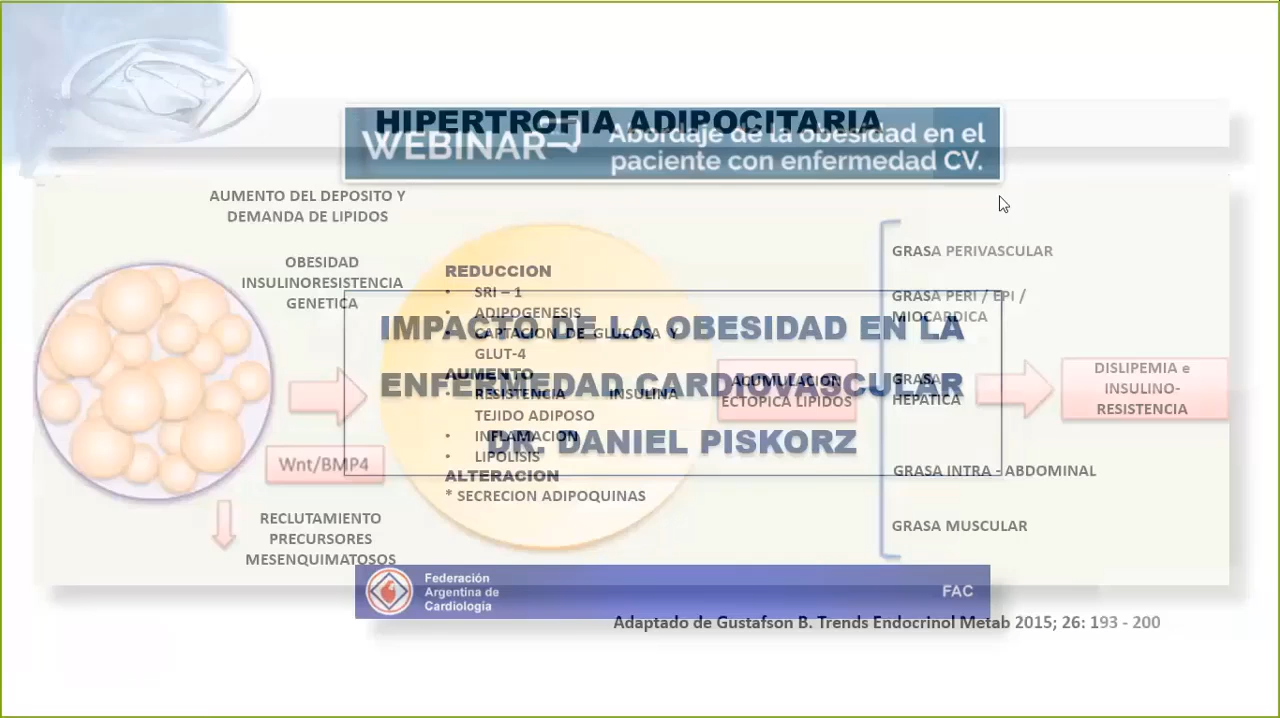 HIPERTROFIA ADIPOCITARIA
WEBINAR
Abordaje de la obesidad en el
paciente con enfermedad CV.
AUMENTO DEL DEPOSITO Y
DEMANDA DE LIPIDOS
OBESIDAD
INSULINORESISTENCIA
GENETICA
Wnt/BMP4
RECLUTAMIENTO
PRECURSORES
MESENQUIMATOSOS
REDUCCION
• SRI – 1
• ADIPOGENESIS
• CAPTACION DE GLUCOSA Y
GLUT-4
AUMENTO
• RESISTENCIA INSULINA
TEJIDO ADIPOSO
• INFLAMACION
• LIPOLISIS
ALTERACION
* SECRECION ADIPOQUINAS
IMPACTO DE LA OBESIDAD EN LA
ENFERMEDAD CARDIOVASCULAR
DR. DANIEL PISKORZ
ACUMULACION
ECTOPICA LIPIDOS
GRASA PERIVASCULAR
GRASA PERI / EPI /
MIOCARDICA
GRASA
HEPATICA
GRASA INTRA - ABDOMINAL
GRASA MUSCULAR
DISLIPEMIA e
INSULINO-
RESISTENCIA
Federación
Argentina de
Cardiología
FAC
Adaptado de Gustafson B. Trends Endocrinol Metab 2015; 26: 193 - 200